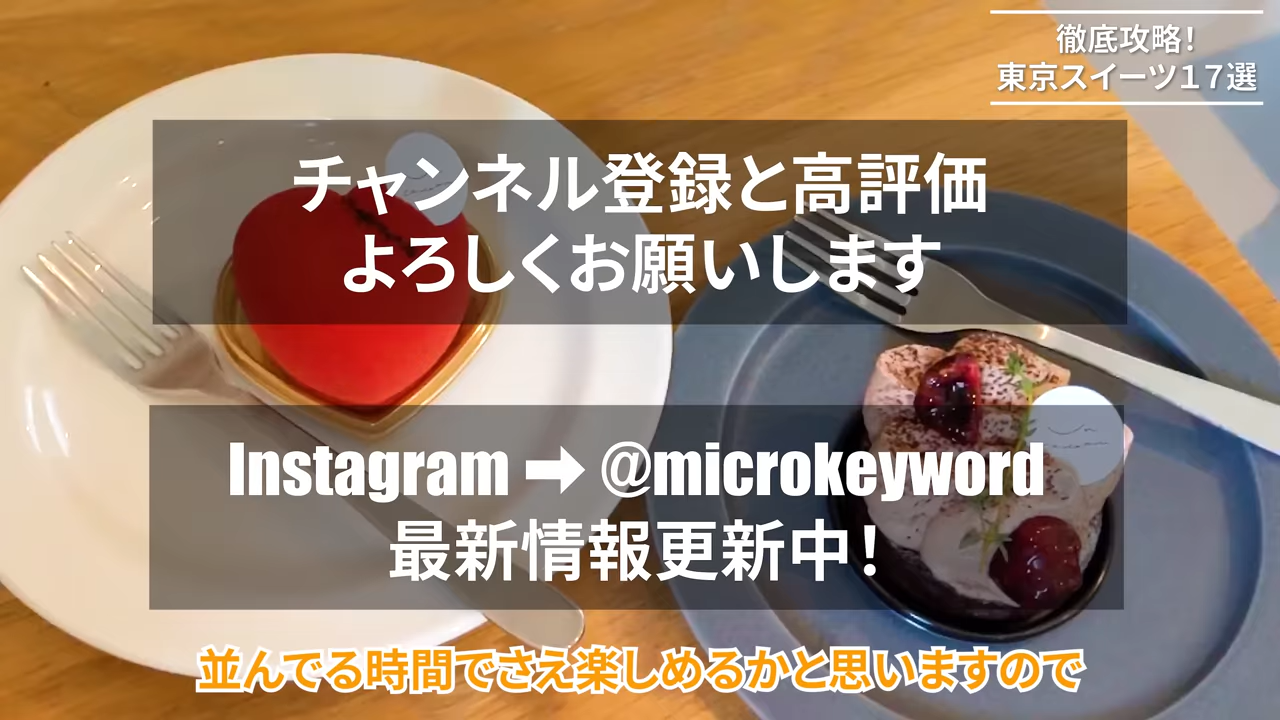 徹底攻略!
東京スイーツ17選
チャンネル登録と高評価
よろしくお願いします
Instagram ➡ @microkeyword
最新情報更新中!
並んでる時間でさえ楽しめるかと思いますので